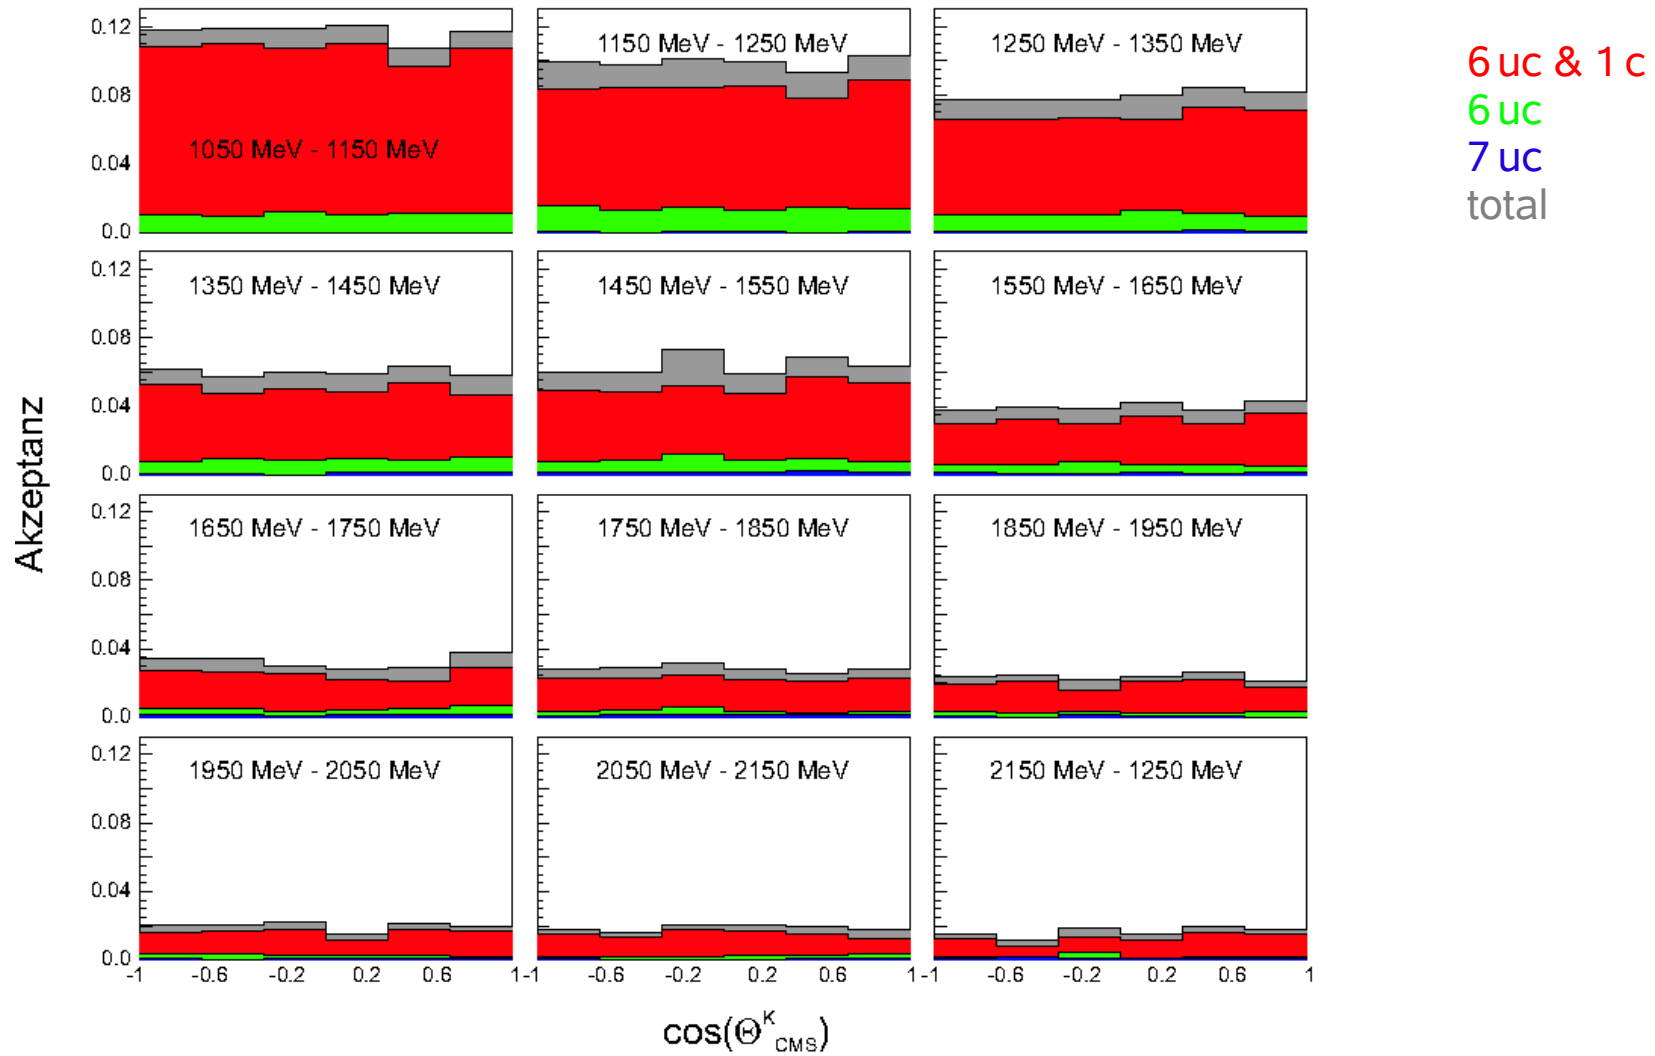 0.12
0.08
0.04
0.0
1050 MeV - 1150 MeV
1150 MeV - 1250 MeV
1250 MeV - 1350 MeV
6 uc & 1 c
6 uc
7 uc
total
0.12
0.08
0.04
0.0
1350 MeV - 1450 MeV
1450 MeV - 1550 MeV
1550 MeV - 1650 MeV
Akzeptanz
0.12
0.08
0.04
0.0
1650 MeV - 1750 MeV
1750 MeV - 1850 MeV
1850 MeV - 1950 MeV
0.12
0.08
0.04
0.0
1950 MeV - 2050 MeV
2050 MeV - 2150 MeV
2150 MeV - 1250 MeV
-1 -0.6 -0.2 0.2 0.6 1
-1 -0.6 -0.2 0.2 0.6 1
-1 -0.6 -0.2 0.2 0.6 1
cos(Θ^K_CMS)